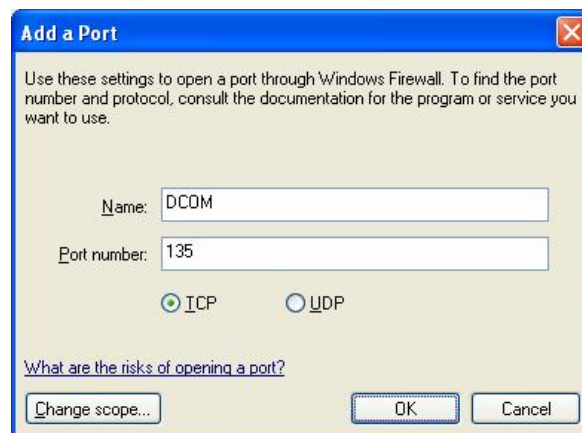 Add a Port
Use these settings to open a port through Windows Firewall. To find the port
number and protocol, consult the documentation for the program or service you
want to use.
Name: DCOM
Port number: 135
TCP UDP
What are the risks of opening a port?
Change scope... OK Cancel